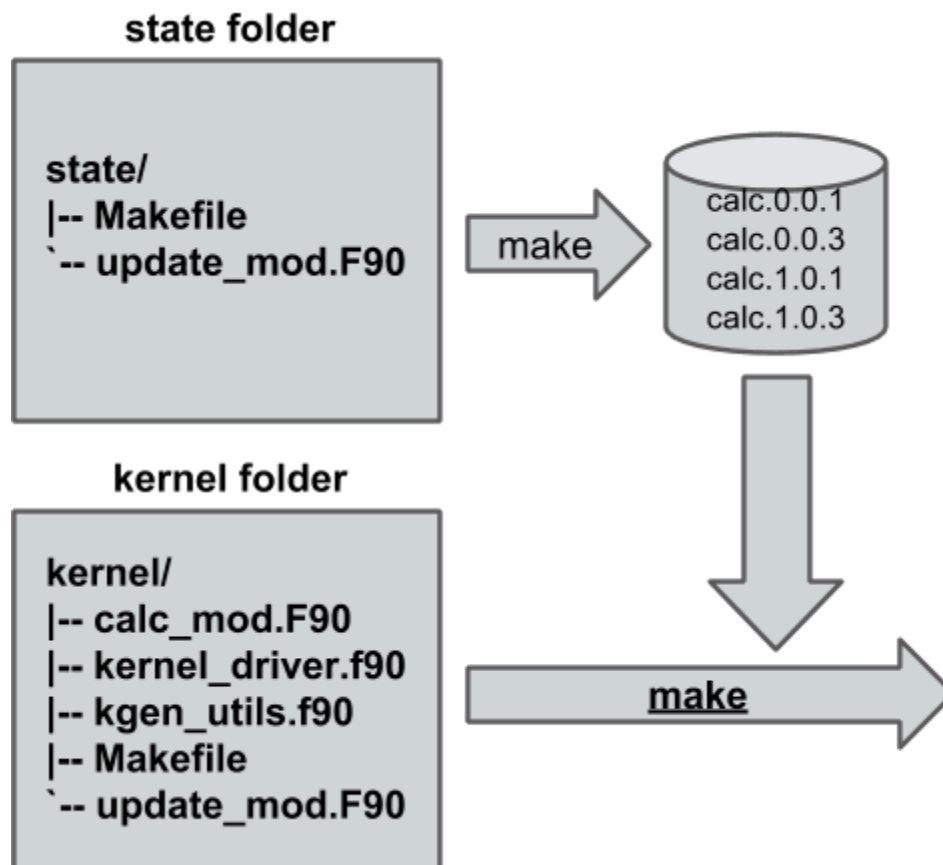 state folder
state/
|-- Makefile
`-- update_mod.F90
make
calc.0.0.1
calc.0.0.3
calc.1.0.1
calc.1.0.3
kernel folder
kernel/
|-- calc_mod.F90
|-- kernel_driver.f90
|-- kgen_utils.f90
|-- Makefile
`-- update_mod.F90
make